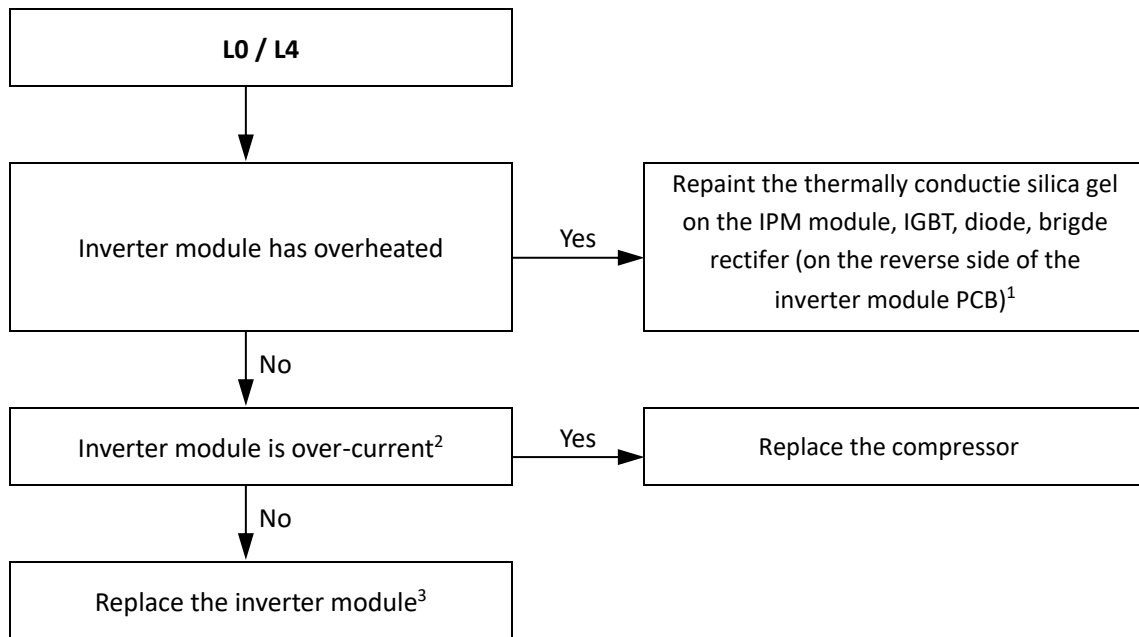 L0 / L4
Inverter module has overheated
Yes
Repaint the thermally conductie silica gel
on the IPM module, IGBT, diode, brigde
rectifer (on the reverse side of the
inverter module PCB)1
No
Inverter module is over-current2
Yes
Replace the compressor
No
Replace the inverter module3